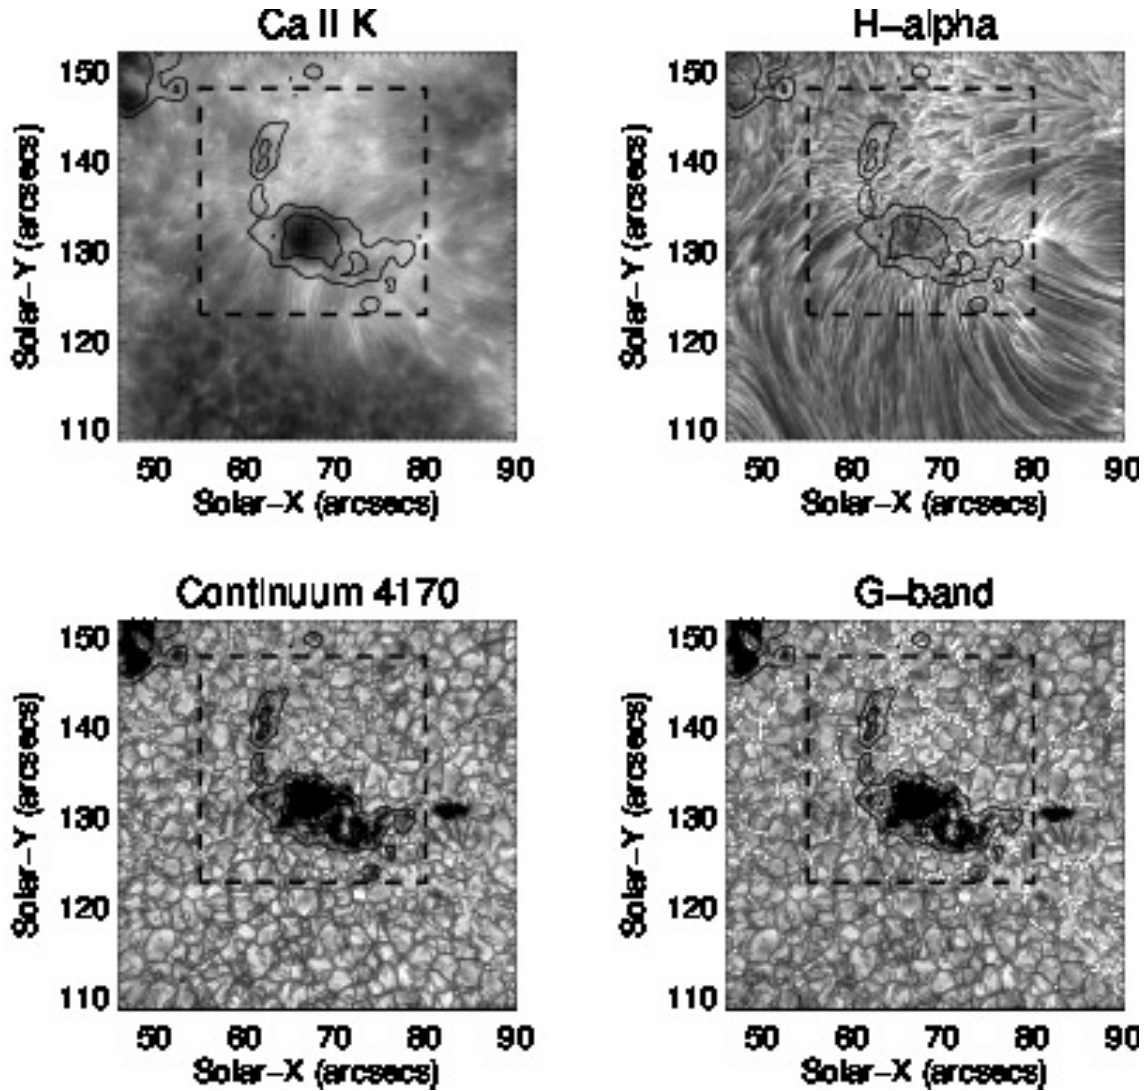 Ca II K
H-alpha
150
140
130
120
110
Solar-Y (arcsecs)
50 60 70 80 90
Solar-X (arcsecs)
150
140
130
120
110
Solar-Y (arcsecs)
50 60 70 80 90
Solar-X (arcsecs)
Continuum 4170
G-band
150
140
130
120
110
Solar-Y (arcsecs)
50 60 70 80 90
Solar-X (arcsecs)
150
140
130
120
110
Solar-Y (arcsecs)
50 60 70 80 90
Solar-X (arcsecs)